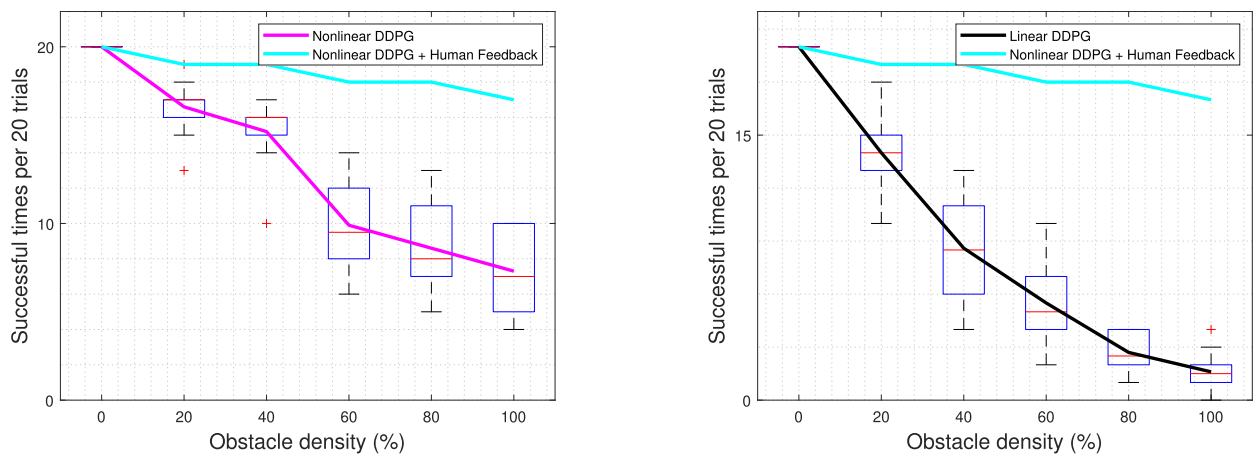 Nonlinear DDPG
Nonlinear DDPG + Human Feedback
20
10
0
Successful times per 20 trials
0 20 40 60 80 100
Obstacle density (%)
Linear DDPG
Nonlinear DDPG + Human Feedback
15
0
Successful times per 20 trials
0 20 40 60 80 100
Obstacle density (%)